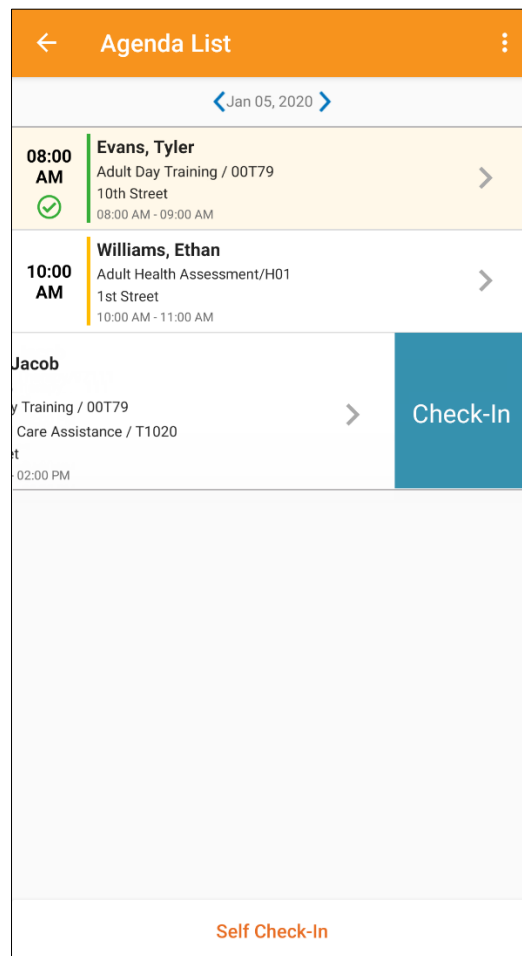 Agenda List
Jan 05, 2020
08:00
AM
Evans, Tyler
Adult Day Training / 00T79
10th Street
08:00 AM - 09:00 AM
10:00
AM
Williams, Ethan
Adult Health Assessment/H01
1st Street
10:00 AM - 11:00 AM
Jacob
y Training / 00T79
Care Assistance / T1020
et
- 02:00 PM
Check-In
Self Check-In